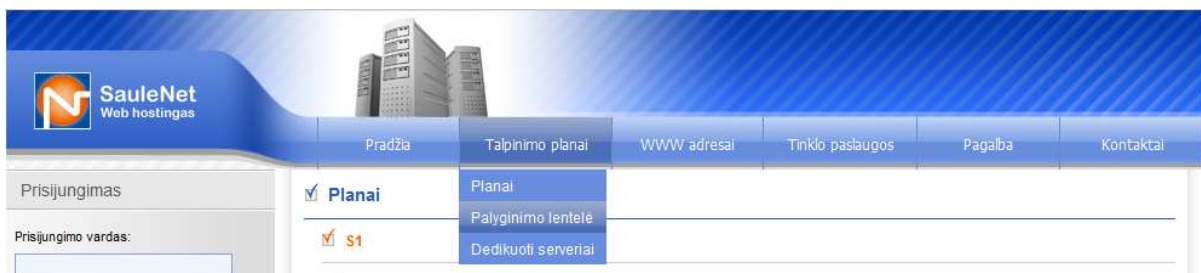 SauleNet
Web hostingas
Pradžia Talpinimo planai WWW adresai Tinklo paslaugos Pagalba Kontaktai
Prisijungimas
Planai
Planai
Palyginimo lentelė
Prisijungimo vardas:
S1
Dedikuoti serveriai